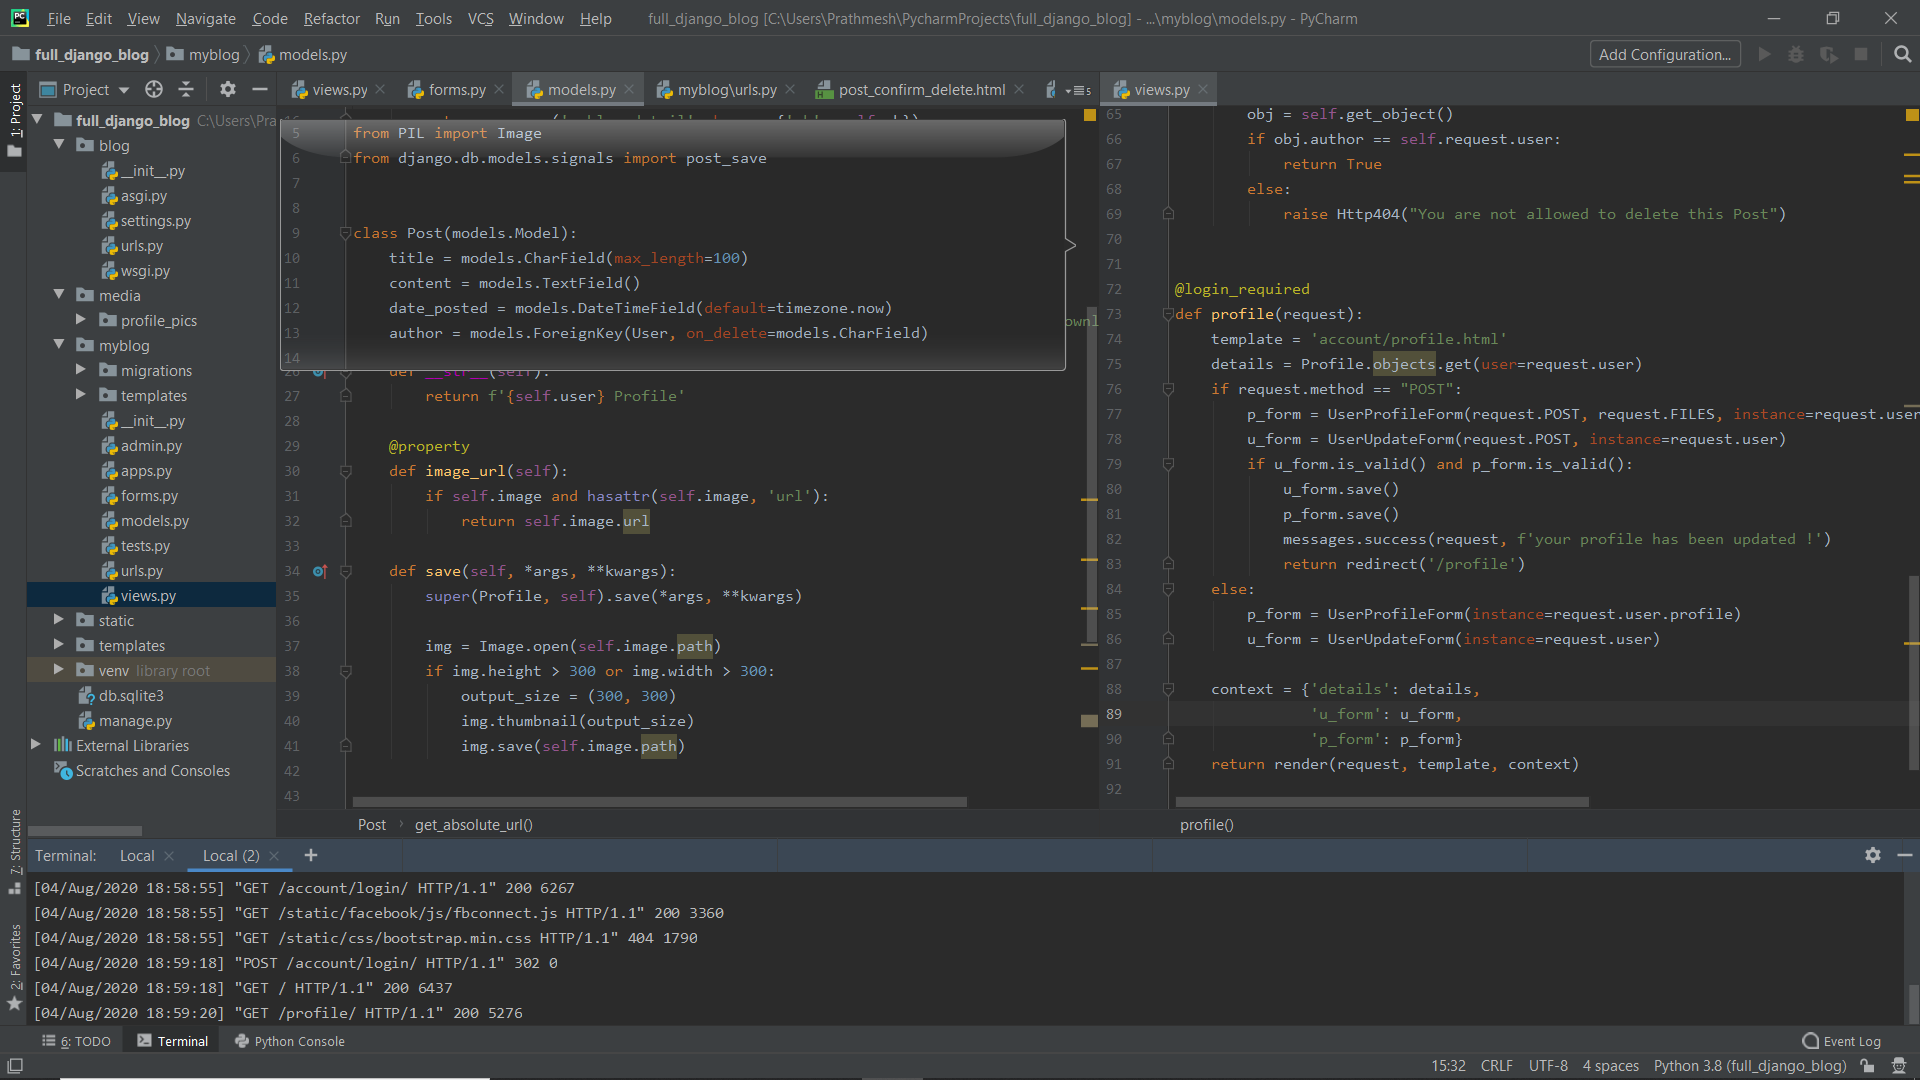 File Edit View Navigate Code Refactor Run Tools VCS Window Help full_django_blog [C:\Users\Prathmesh\PycharmProjects\full_django_blog] - ...\myblog\models.py - PyCharm
full_django_blog myblog models.py Add Configuration...
1: Project
Project
views.py forms.py models.py myblog\urls.py post_confirm_delete.html views.py
full_django_blog C:\Users\Pra
blog
__init__.py
asgi.py
settings.py
urls.py
wsgi.py
media
profile_pics
myblog
migrations
templates
__init__.py
admin.py
apps.py
forms.py
models.py
tests.py
urls.py
views.py
static
templates
venv library root
db.sqlite3
manage.py
External Libraries
Scratches and Consoles
5 from PIL import Image
6 from django.db.models.signals import post_save
7
8
9 class Post(models.Model):
10 title = models.CharField(max_length=100)
11 content = models.TextField()
12 date_posted = models.DateTimeField(default=timezone.now)
13 author = models.ForeignKey(User, on_delete=models.CharField)
14
27 return f'{self.user} Profile'
28
29 @property
30 def image_url(self):
31 if self.image and hasattr(self.image, 'url'):
32 return self.image.url
33
34 def save(self, *args, **kwargs):
35 super(Profile, self).save(*args, **kwargs)
36
37 img = Image.open(self.image.path)
38 if img.height > 300 or img.width > 300:
39 output_size = (300, 300)
40 img.thumbnail(output_size)
41 img.save(self.image.path)
42
43
Post get_absolute_url()
65 obj = self.get_object()
66 if obj.author == self.request.user:
67 return True
68 else:
69 raise Http404("You are not allowed to delete this Post")
70
71
72 @login_required
73 def profile(request):
74 template = 'account/profile.html'
75 details = Profile.objects.get(user=request.user)
76 if request.method == "POST":
77 p_form = UserProfileForm(request.POST, request.FILES, instance=request.user
78 u_form = UserUpdateForm(request.POST, instance=request.user)
79 if u_form.is_valid() and p_form.is_valid():
80 u_form.save()
81 p_form.save()
82 messages.success(request, f'your profile has been updated !')
83 return redirect('/profile')
84 else:
85 p_form = UserProfileForm(instance=request.user.profile)
86 u_form = UserUpdateForm(instance=request.user)
87
88 context = {'details': details,
89 'u_form': u_form,
90 'p_form': p_form}
91 return render(request, template, context)
92
profile()
7: Structure
2: Favorites
Terminal: Local Local (2)
[04/Aug/2020 18:58:55] "GET /account/login/ HTTP/1.1" 200 6267
[04/Aug/2020 18:58:55] "GET /static/facebook/js/fbconnect.js HTTP/1.1" 200 3360
[04/Aug/2020 18:58:55] "GET /static/css/bootstrap.min.css HTTP/1.1" 404 1790
[04/Aug/2020 18:59:18] "POST /account/login/ HTTP/1.1" 302 0
[04/Aug/2020 18:59:18] "GET / HTTP/1.1" 200 6437
[04/Aug/2020 18:59:20] "GET /profile/ HTTP/1.1" 200 5276
6: TODO Terminal Python Console Event Log
15:32 CRLF UTF-8 4 spaces Python 3.8 (full_django_blog)